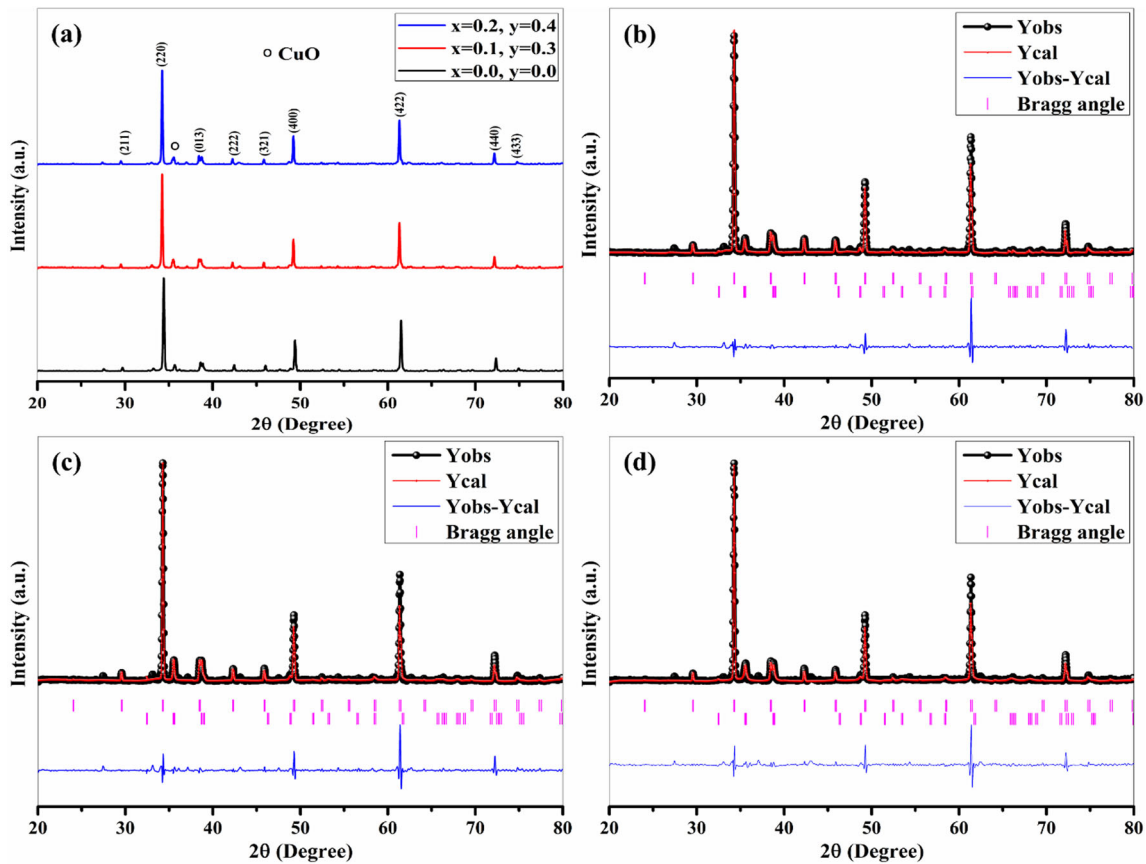 (a)
x=0.2, y=0.4
x=0.1, y=0.3
x=0.0, y=0.0
o CuO
(211)
(220)
o
(013)
(222)
(321)
(400)
(422)
(440)
(433)
Intensity (a.u.)
20 30 40 50 60 70 80
2θ (Degree)
(b)
Yobs
Ycal
Yobs-Ycal
Bragg angle
Intensity (a.u.)
20 30 40 50 60 70 80
2θ (Degree)
(c)
Yobs
Ycal
Yobs-Ycal
Bragg angle
Intensity (a.u.)
20 30 40 50 60 70 80
2θ (Degree)
(d)
Yobs
Ycal
Yobs-Ycal
Bragg angle
Intensity (a.u.)
20 30 40 50 60 70 80
2θ (Degree)